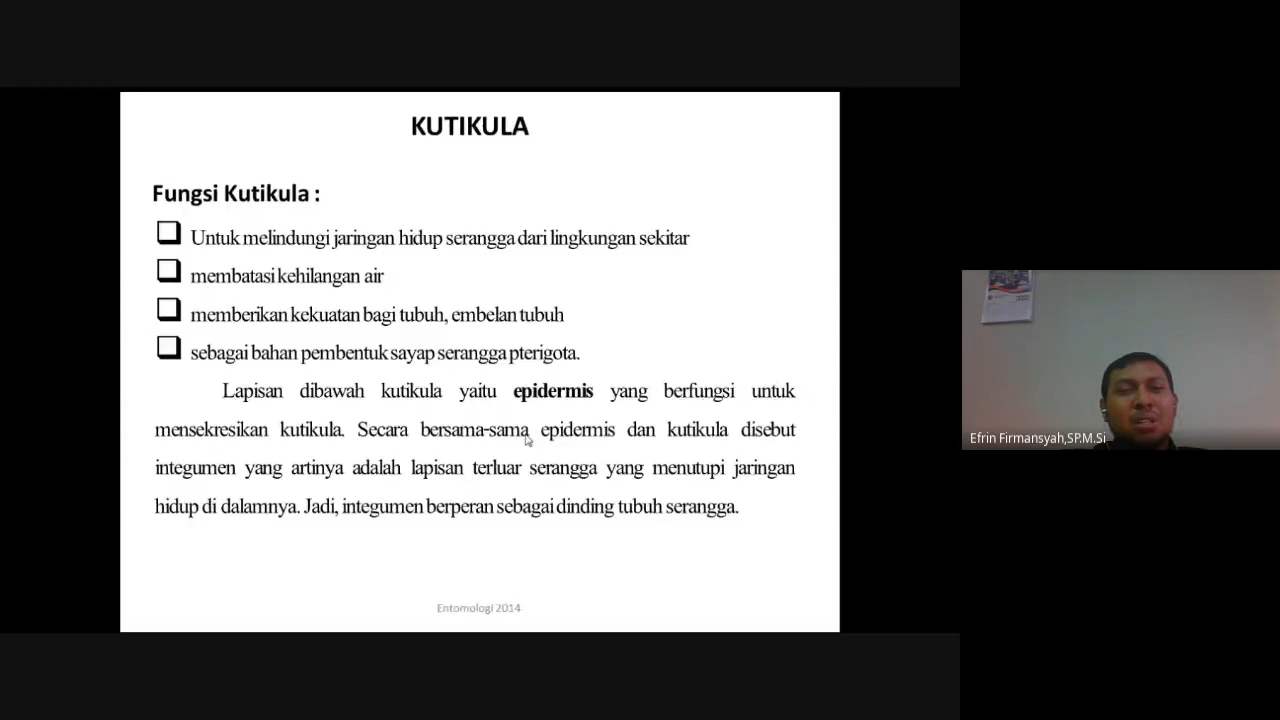 KUTIKULA
Fungsi Kutikula :
Untuk melindungi jaringan hidup serangga dari lingkungan sekitar
membatasi kehilangan air
memberikan kekuatan bagi tubuh, embelan tubuh
sebagai bahan pembentuk sayap serangga pterigota.
Lapisan dibawah kutikula yaitu epidermis yang berfungsi untuk
mensekresikan kutikula. Secara bersama-sama epidermis dan kutikula disebut
integumen yang artinya adalah lapisan terluar serangga yang menutupi jaringan
hidup di dalamnya. Jadi, integumen berperan sebagai dinding tubuh serangga.
Entomologi 2014
Efrin Firmansyah,SP.M.Si